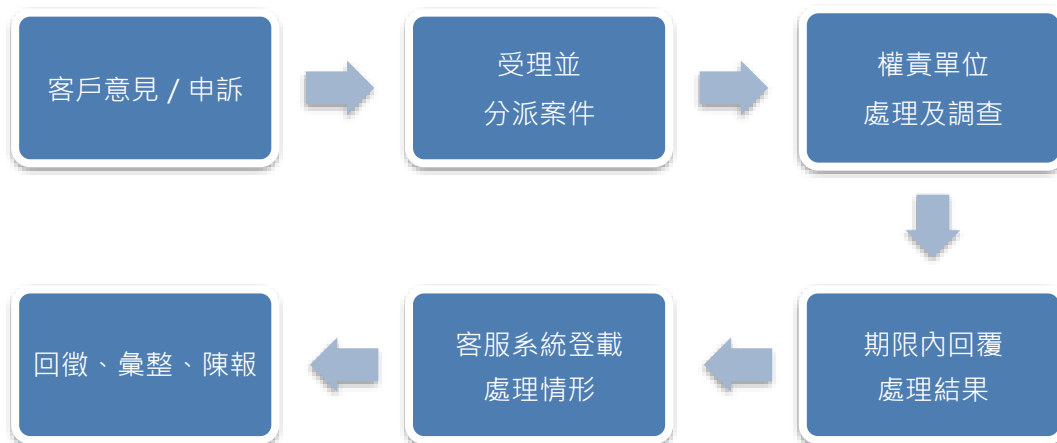 客戶意見 / 申訴
受理並
分派案件
權責單位
處理及調查
期限內回覆
處理結果
客服系統登載
處理情形
回徵、彙整、陳報